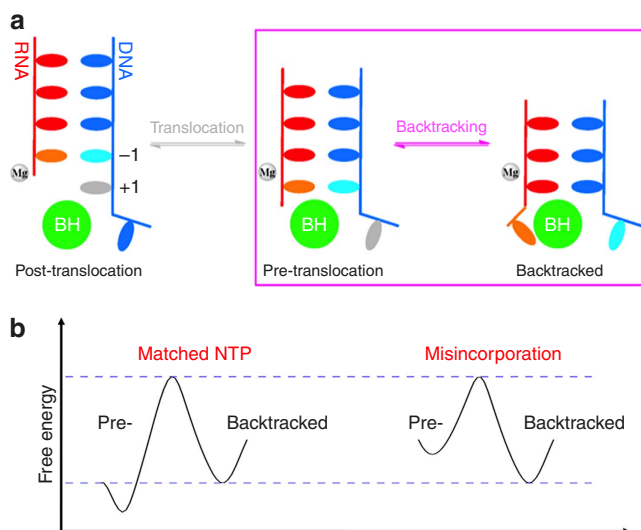 a
RNA
DNA
Translocation
Backtracking
Mg
−1
+1
Mg
Mg
BH
BH
BH
Post-translocation
Pre-translocation
Backtracked
b
Matched NTP
Misincorporation
Pre-
Backtracked
Pre-
Backtracked
Free energy